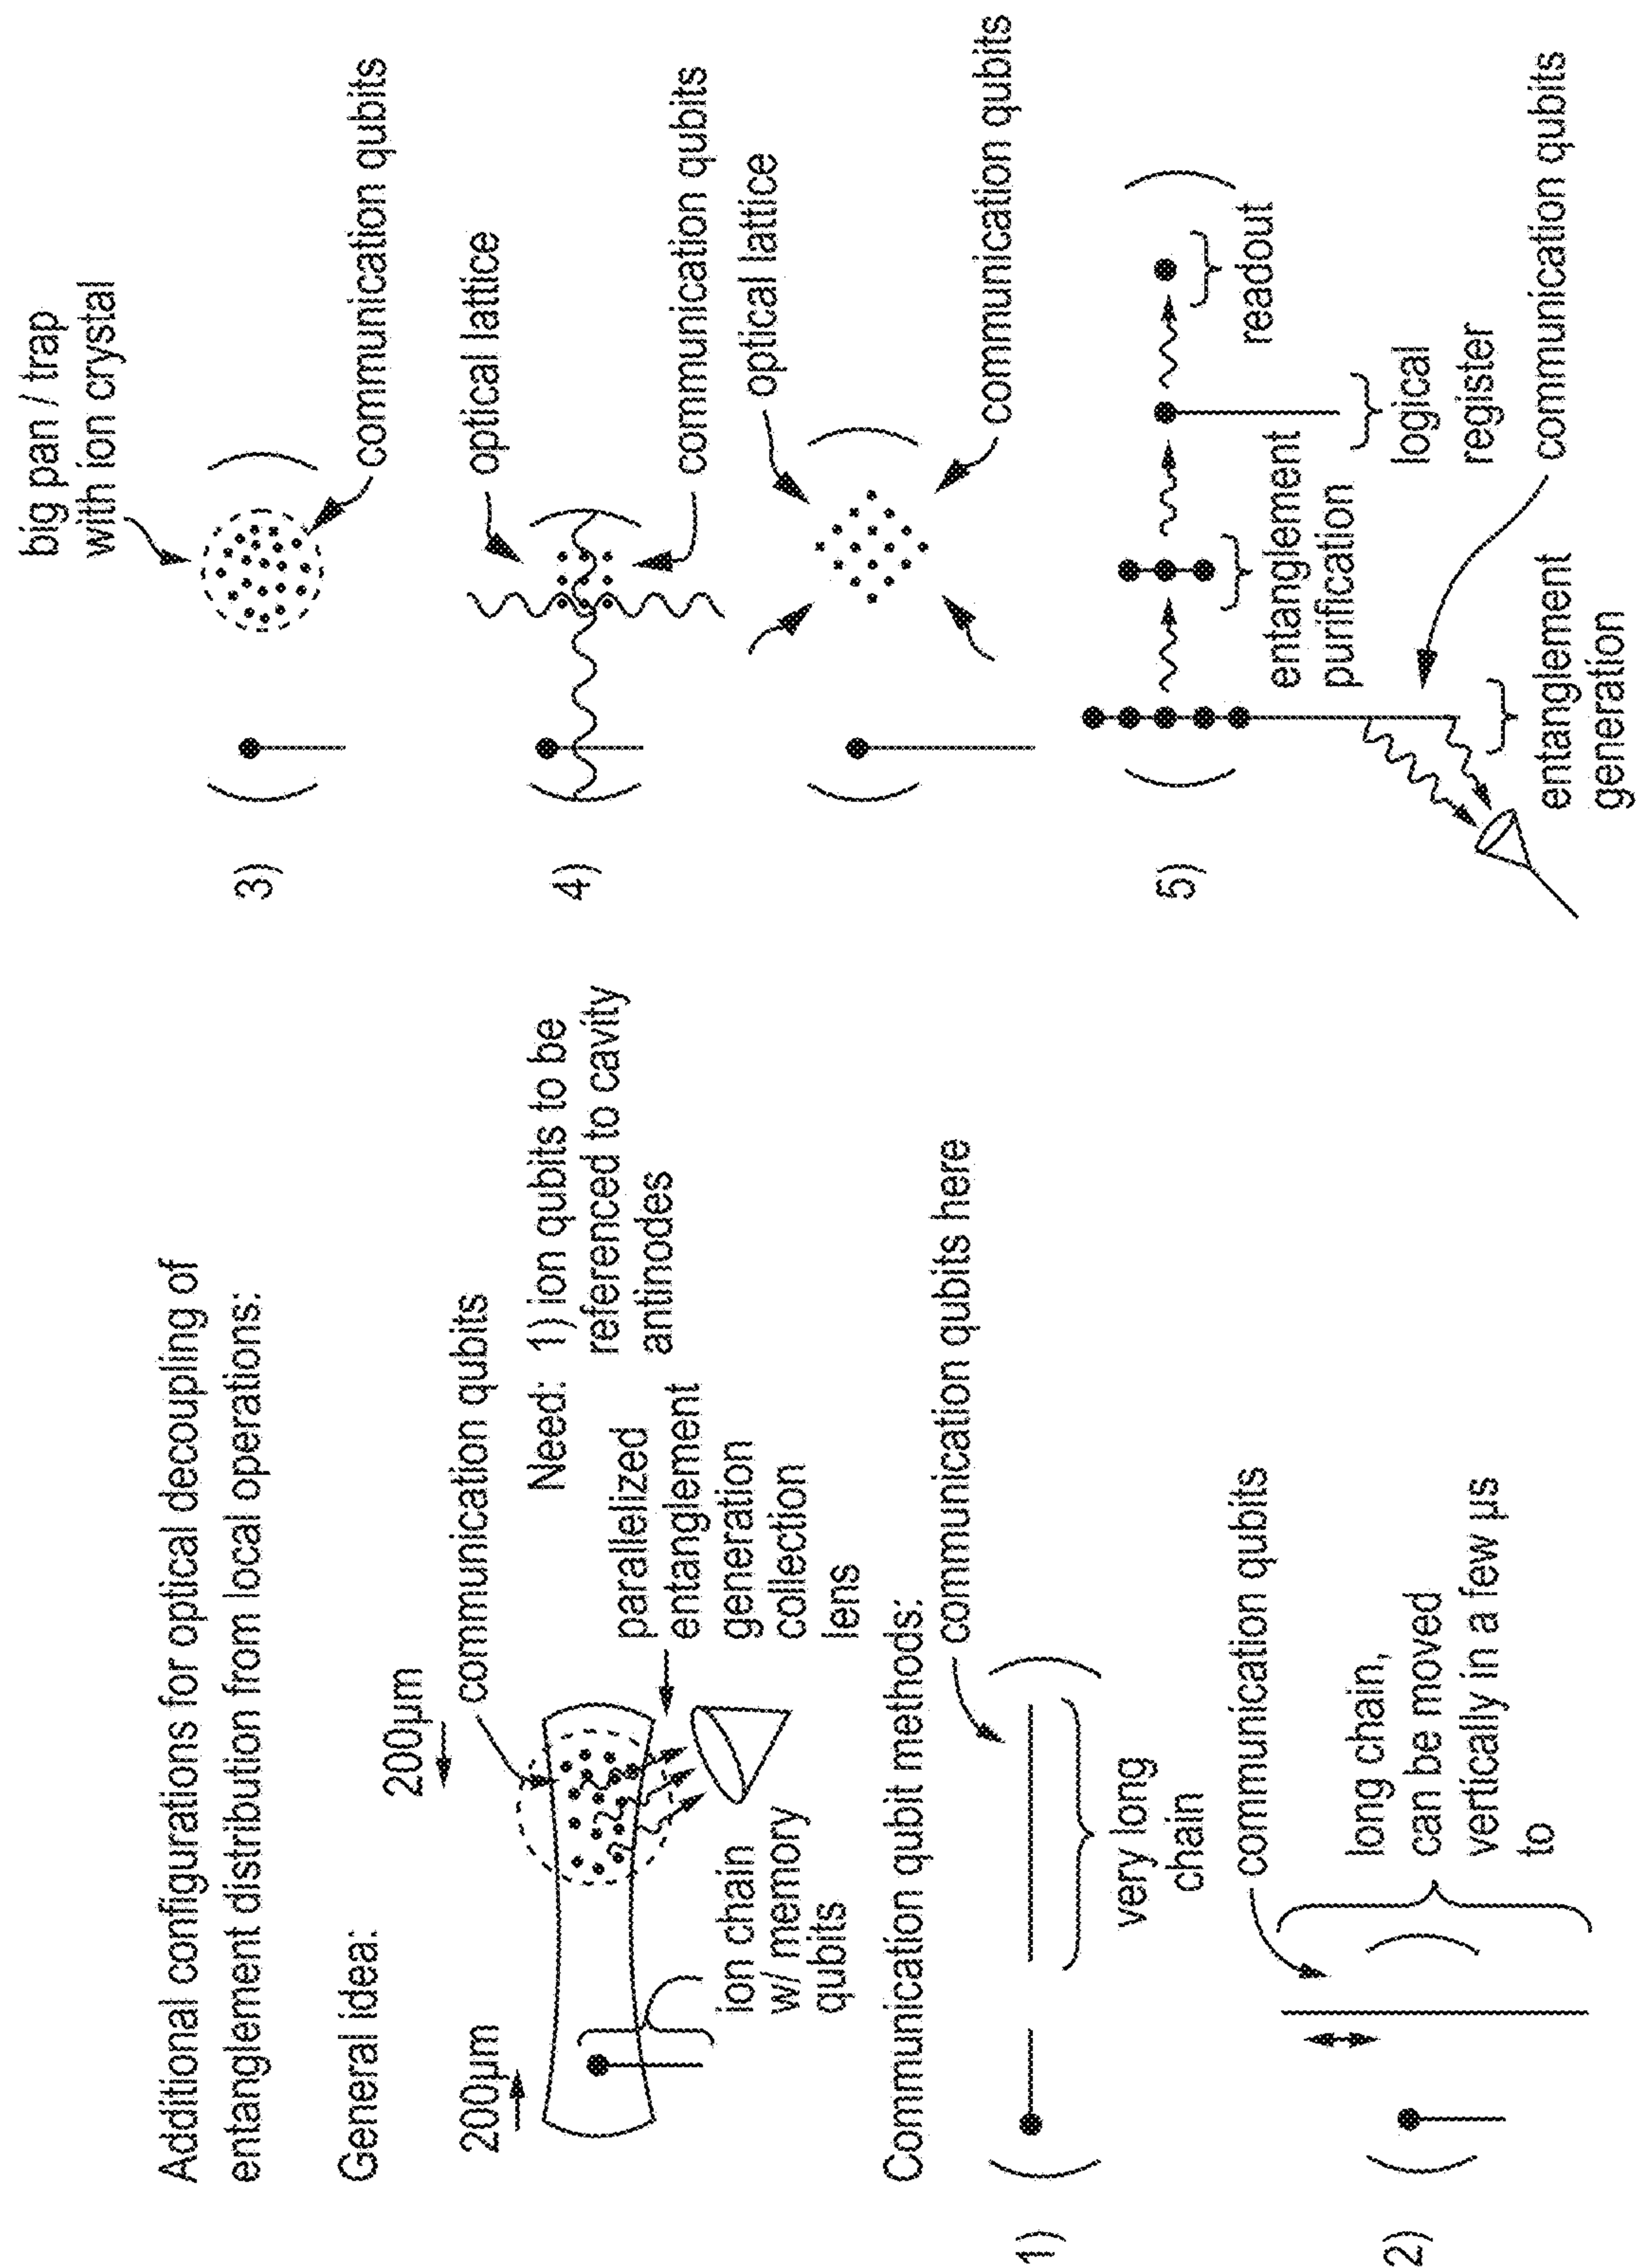 Additional configurations for optical decoupling of
entanglement distribution from local operations:
General idea:
200µm
200µm
communication qubits
Need: 1) ion qubits to be
referenced to cavity
antinodes
parallelized
entanglement
generation
collection
lens
ion chain
w/ memory
qubits
Communication qubit methods:
communication qubits here
1)
very long
chain
communication qubits
2)
long chain,
can be moved
vertically in a few µs
to
big pan / trap
with ion crystal
3)
communication qubits
optical lattice
4)
communication qubits
optical lattice
communication qubits
5)
readout
entanglement
purification
logical
register
communication qubits
entanglement
generation